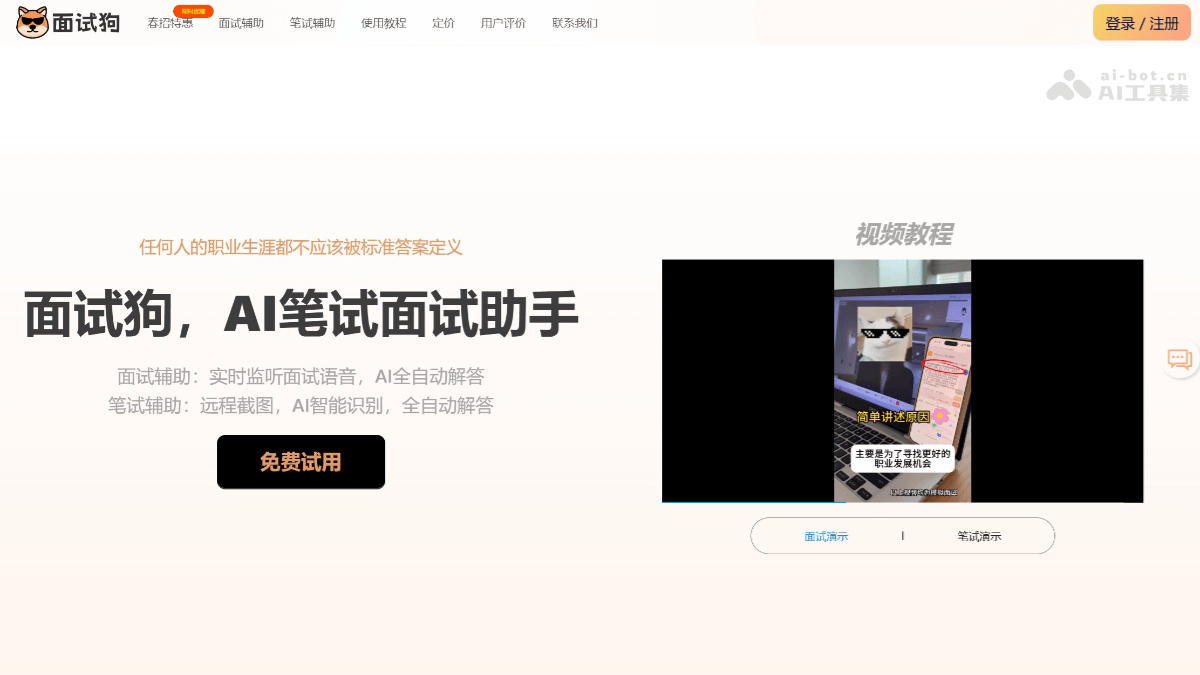 面试狗
春招特惠
面试辅助
笔试辅助
使用教程
定价
用户评价
联系我们
登录 / 注册
ai-bot.cn
AI工具集
任何人的职业生涯都不应该被标准答案定义
面试狗，AI笔试面试助手
面试辅助：实时监听面试语音，AI全自动解答
笔试辅助：远程截图，AI智能识别，全自动解答
免费试用
视频教程
简单讲述原因
主要是为了寻找更好的
职业发展机会
面试演示
笔试演示